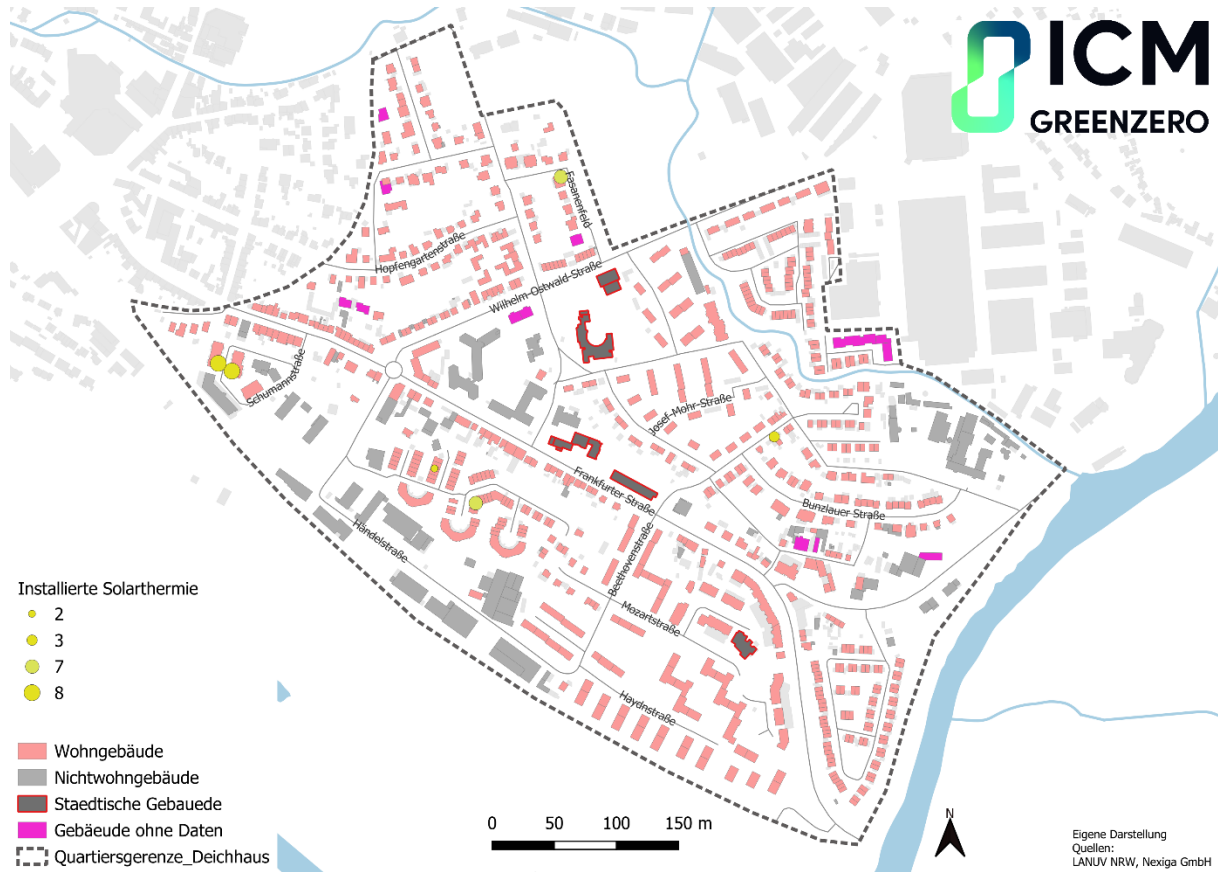 ICM
GREENZERO
Fasanenfeld
Hopfengartenstraße
Wilhelm-Ostwald-Straße
Schumannstraße
Josef-Mohr-Straße
Frankfurter Straße
Bunzlauer Straße
Händelstraße
Beethovenstraße
Mozartstraße
Haydnstraße
Installierte Solarthermie
2
3
7
8
Wohngebäude
Nichtwohngebäude
Staedtische Gebauede
Gebäeude ohne Daten
Quartiersgerenze_Deichhaus
0 50 100 150 m
N
Eigene Darstellung
Quellen:
LANUV NRW, Nexiga GmbH